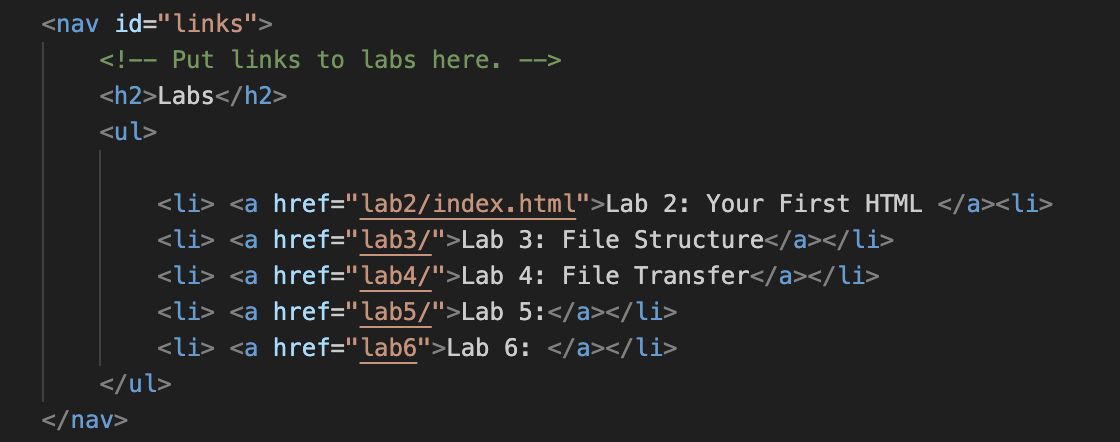 <nav id="links">
<!-- Put links to labs here. -->
<h2>Labs</h2>
<ul>
<li> <a href="lab2/index.html">Lab 2: Your First HTML </a><li>
<li> <a href="lab3/">Lab 3: File Structure</a></li>
<li> <a href="lab4/">Lab 4: File Transfer</a></li>
<li> <a href="lab5/">Lab 5:</a></li>
<li> <a href="lab6">Lab 6: </a></li>
</ul>
</nav>